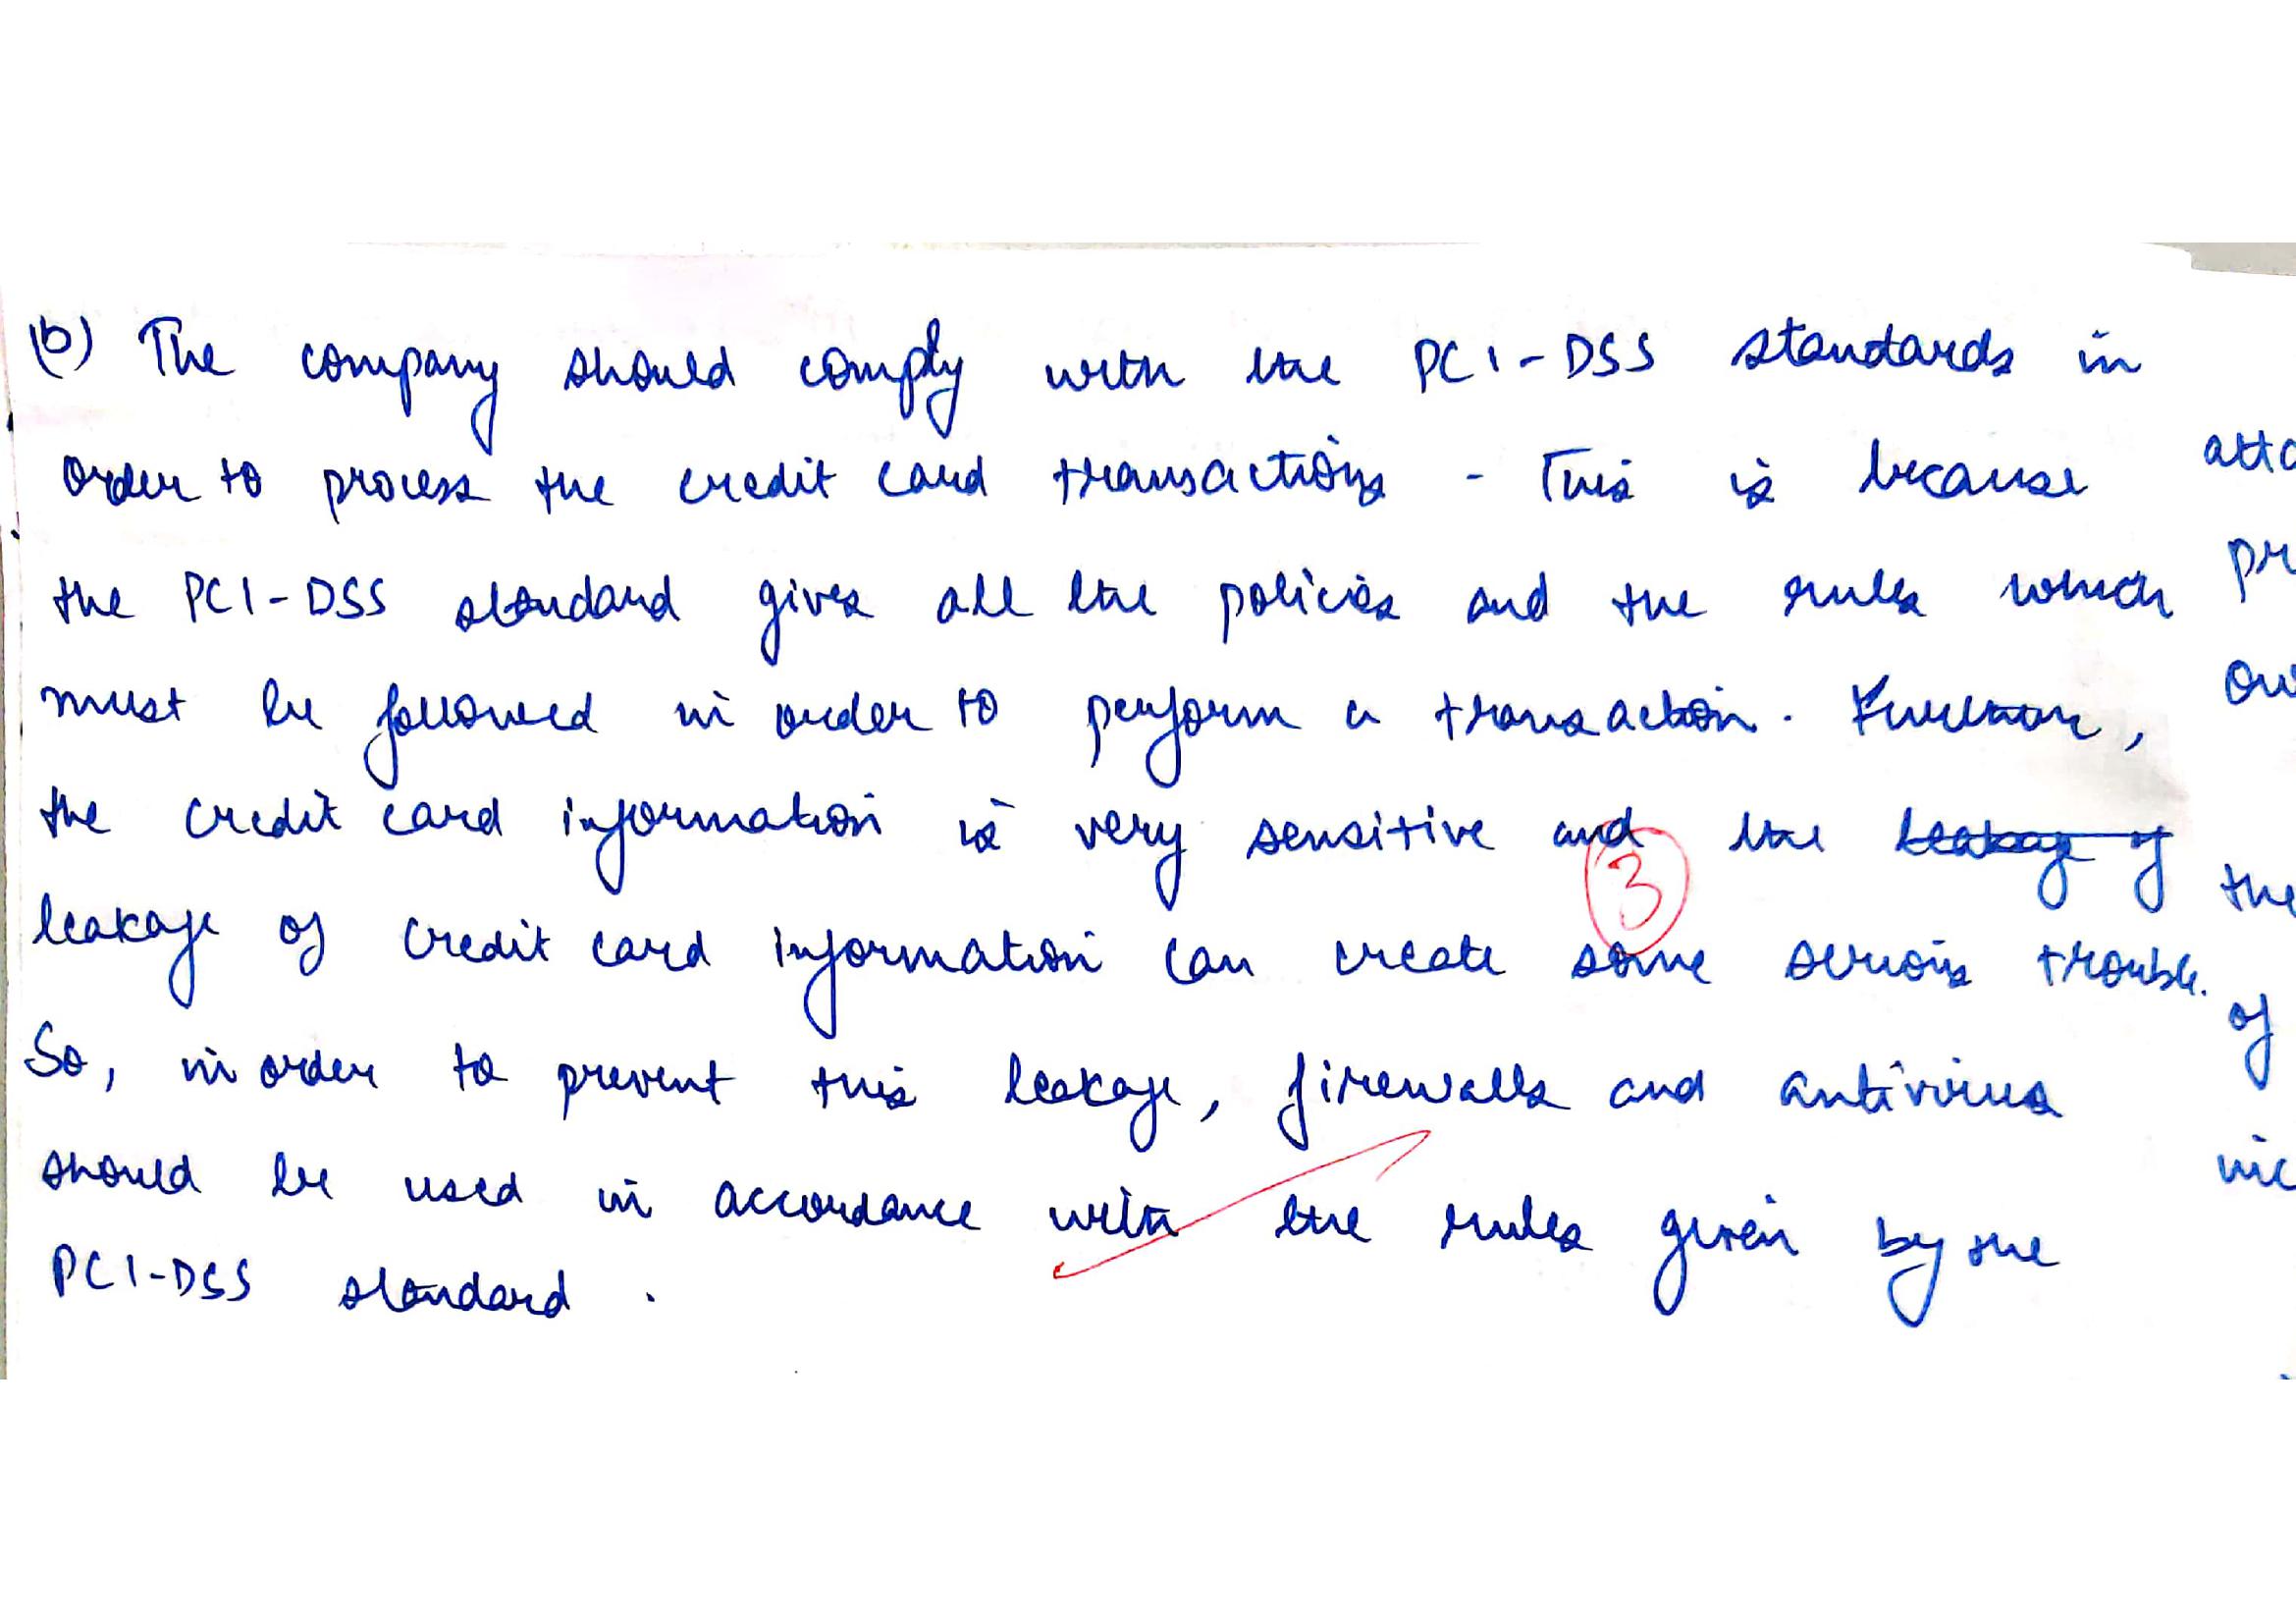 (b) The company should comply with the PCI-DSS standards in
order to process the credit card transactions. This is because
the PCI-DSS standard gives all the policies and the rules which
must be followed in order to perform a transaction. Further,
the credit card information is very sensitive and the leakage of
leakage of credit card information can create some serious trouble.
So, in order to prevent this leakage, firewalls and antivirus
should be used in accordance with the rules given by the
PCI-DSS standard.
3
atta
pr
the
of